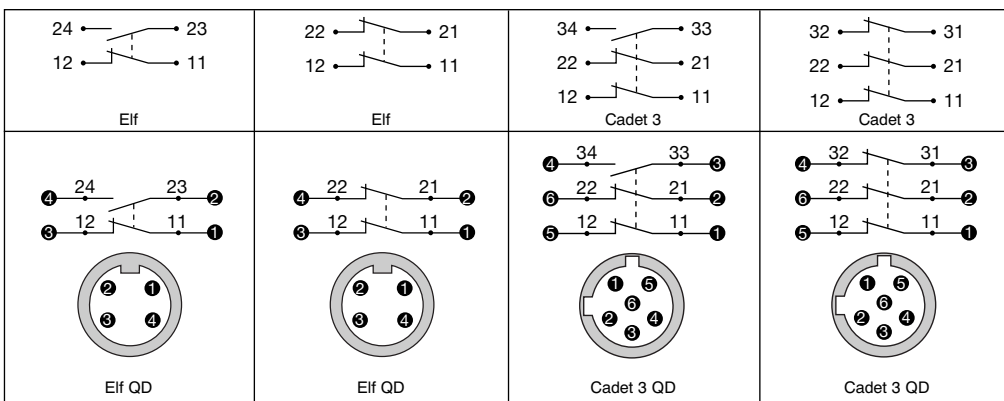 24 23
12 11
Elf
22 21
12 11
Elf
34 33
22 21
12 11
Cadet 3
32 31
22 21
12 11
Cadet 3
4 24 23 2
3 12 11 1
2 1
3 4
Elf QD
4 22 21 2
3 12 11 1
2 1
3 4
Elf QD
4 34 33 3
6 22 21 2
5 12 11 1
1 5
6
2 4
3
Cadet 3 QD
4 32 31 3
6 22 21 2
5 12 11 1
1 5
6
2 4
3
Cadet 3 QD